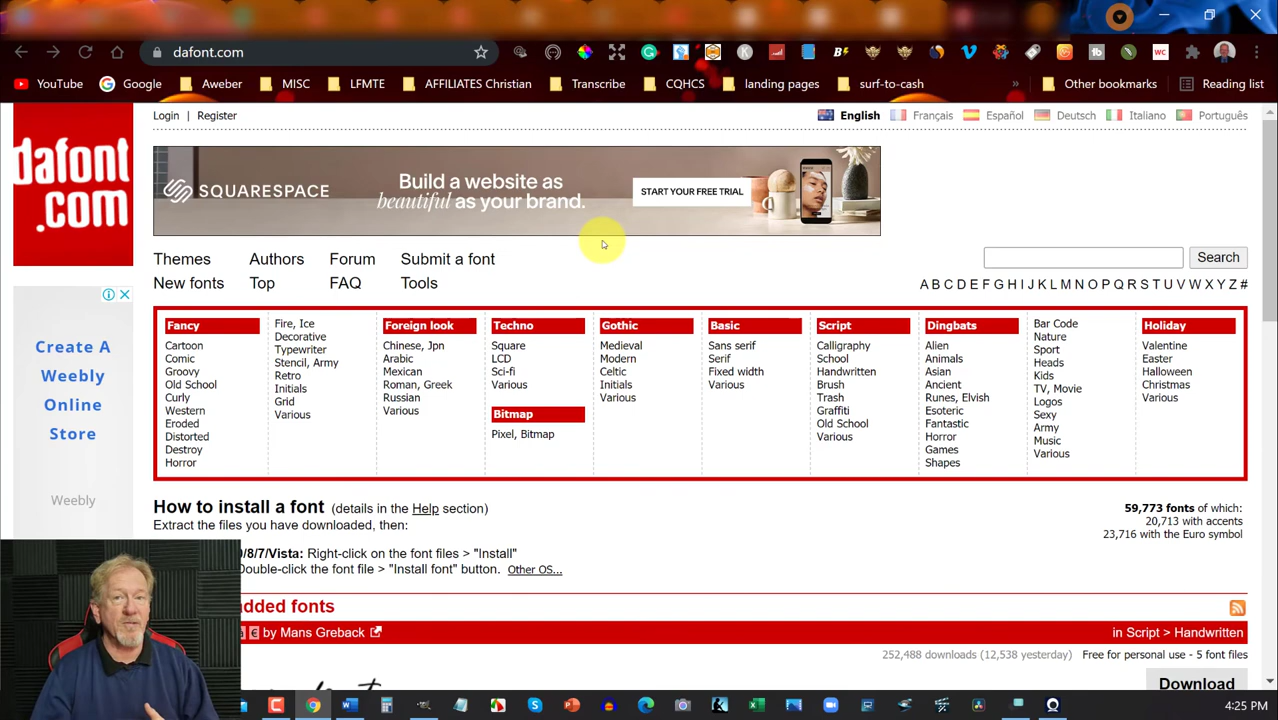 dafont.com
YouTube Google Aweber MISC LFMTE AFFILIATES Christian Transcribe CQHCS landing pages surf-to-cash » Other bookmarks Reading list
dafont
.com
Login | Register
English Français Español Deutsch Italiano Português
SQUARESPACE
Build a website as
beautiful as your brand.
START YOUR FREE TRIAL
Themes Authors Forum Submit a font
New fonts Top FAQ Tools
Search
A B C D E F G H I J K L M N O P Q R S T U V W X Y Z #
Create A
Weekly
Online
Store
Weebly
Fancy
Cartoon
Comic
Groovy
Old School
Curly
Western
Eroded
Distorted
Destroy
Horror
Fire, Ice
Decorative
Typewriter
Stencil, Army
Retro
Initials
Grid
Various
Foreign look
Chinese, Jpn
Arabic
Mexican
Roman, Greek
Russian
Various
Techno
Square
LCD
Sci-fi
Various
Bitmap
Pixel, Bitmap
Gothic
Medieval
Modern
Celtic
Initials
Various
Basic
Sans serif
Serif
Fixed width
Various
Script
Calligraphy
School
Handwritten
Brush
Trash
Graffiti
Old School
Various
Dingbats
Alien
Animals
Asian
Ancient
Runes, Elvish
Esoteric
Fantastic
Horror
Games
Shapes
Bar Code
Nature
Sport
Heads
Kids
TV, Movie
Logos
Sexy
Army
Music
Various
Holiday
Valentine
Easter
Halloween
Christmas
Various
How to install a font (details in the Help section)
Extract the files you have downloaded, then:
0/8/7/Vista: Right-click on the font files > "Install"
Double-click the font file > "Install font" button. Other OS...
59,773 fonts of which:
20,713 with accents
23,716 with the Euro symbol
added fonts
à € by Mans Greback
in Script > Handwritten
252,488 downloads (12,538 yesterday) Free for personal use - 5 font files
Download
4:25 PM